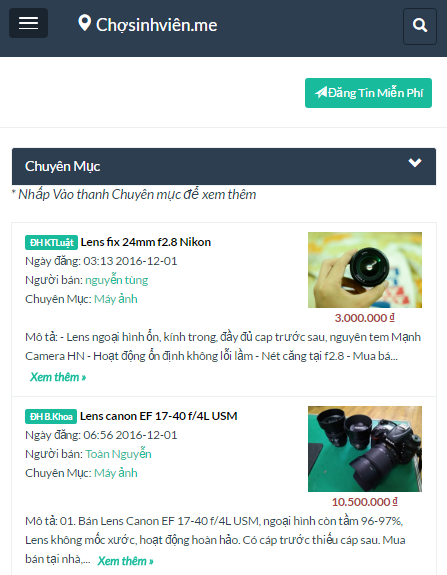 Chợsinhviên.me
Đăng Tin Miễn Phí
Chuyên Mục
* Nhấp Vào thanh Chuyên mục để xem thêm
ĐH KTLuật Lens fix 24mm f2.8 Nikon
Ngày đăng: 03:13 2016-12-01
Người bán: nguyễn tùng
Chuyên Mục: Máy ảnh
3.000.000 ₫
Mô tả: - Lens ngoại hình ổn, kính trong, đầy đủ cap trước sau, nguyên tem Mạnh
Camera HN - Hoạt động ổn định không lỗi lầm - Nét căng tại f2.8 - Mua bá...
Xem thêm »
ĐH B.Khoa Lens canon EF 17-40 f/4L USM
Ngày đăng: 06:56 2016-12-01
Người bán: Toàn Nguyễn
Chuyên Mục: Máy ảnh
10.500.000 ₫
Mô tả: 01. Bán Lens Canon EF 17-40 f/4L USM, ngoại hình còn tầm 96-97%,
Lens không mốc xước, hoạt động hoàn hảo. Có cáp trước thiếu cáp sau. Mua
bán tại nhà,... Xem thêm »